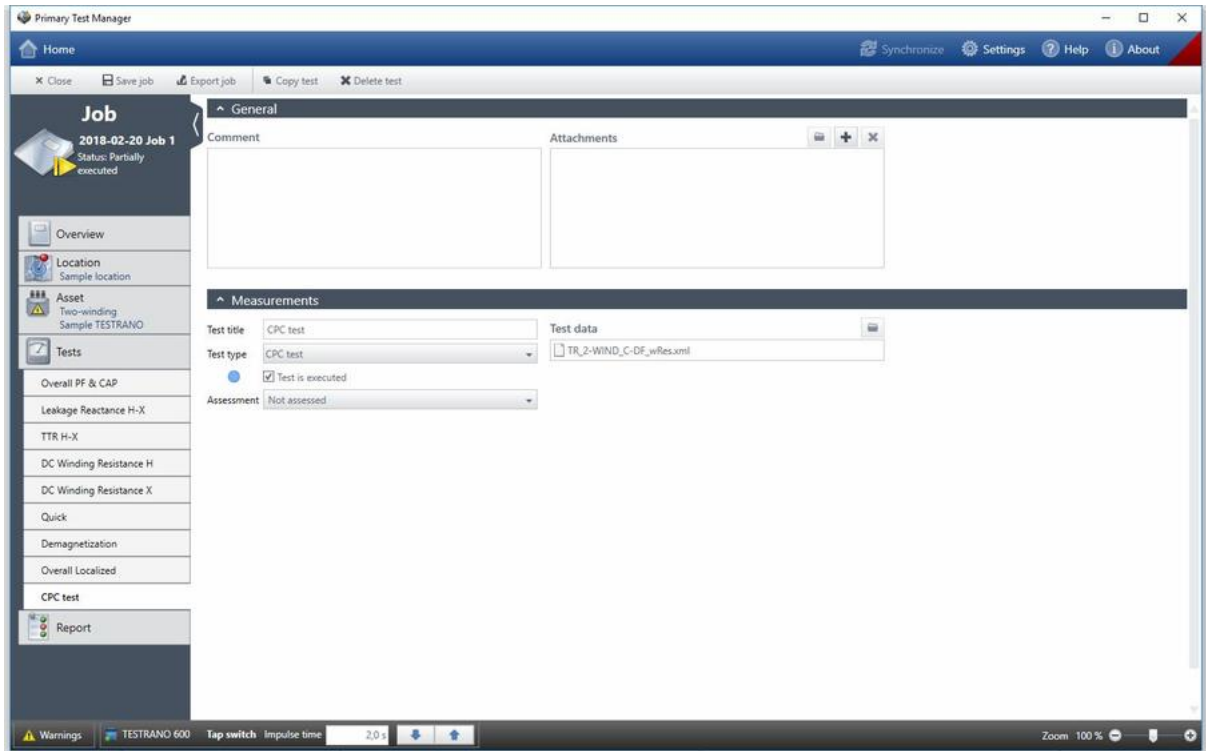 Primary Test Manager
Home
Synchronize Settings Help About
Close Save job Export job Copy test Delete test
Job
2018-02-20 Job 1
Status: Partially
executed
Overview
Location
Sample location
Asset
Two-winding
Sample TESTRANO
Tests
Overall PF & CAP
Leakage Reactance H-X
TTR H-X
DC Winding Resistance H
DC Winding Resistance X
Quick
Demagnetization
Overall Localized
CPC test
Report
General
Comment Attachments
Measurements
Test title CPC test
Test type CPC test
Test is executed
Assessment Not assessed
Test data
TR_2-WIND_C-DF_wRes.xml
Warnings TESTRANO 600 Tap switch Impulse time 2,0 s Zoom 100 %